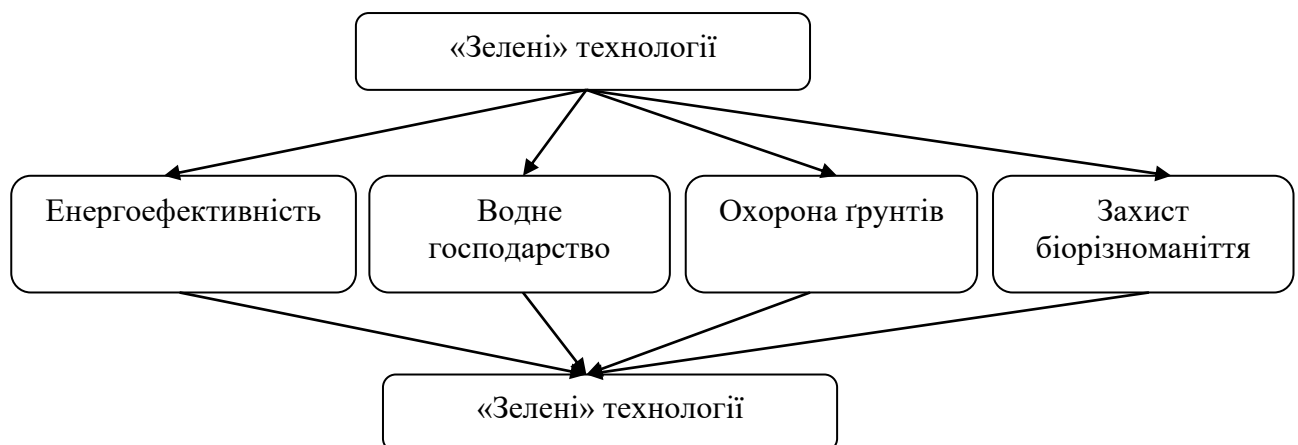 «Зелені» технології
Енергоефективність
Водне
господарство
Охорона ґрунтів
Захист
біорізноманіття
«Зелені» технології